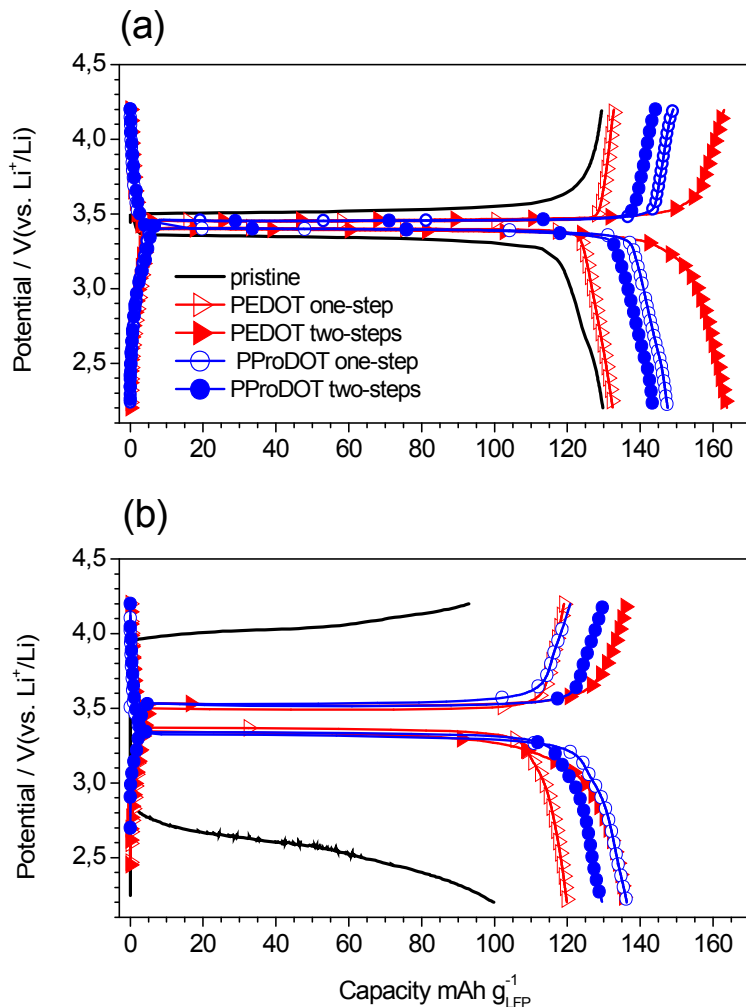 (a)
4,5
4,0
3,5
3,0
2,5
Potential / V(vs. Li⁺/Li)
pristine
PEDOT one-step
PEDOT two-steps
PProDOT one-step
PProDOT two-steps
0 20 40 60 80 100 120 140 160
(b)
4,5
4,0
3,5
3,0
2,5
Potential / V(vs. Li⁺/Li)
0 20 40 60 80 100 120 140 160
Capacity mAh g⁻¹LFP